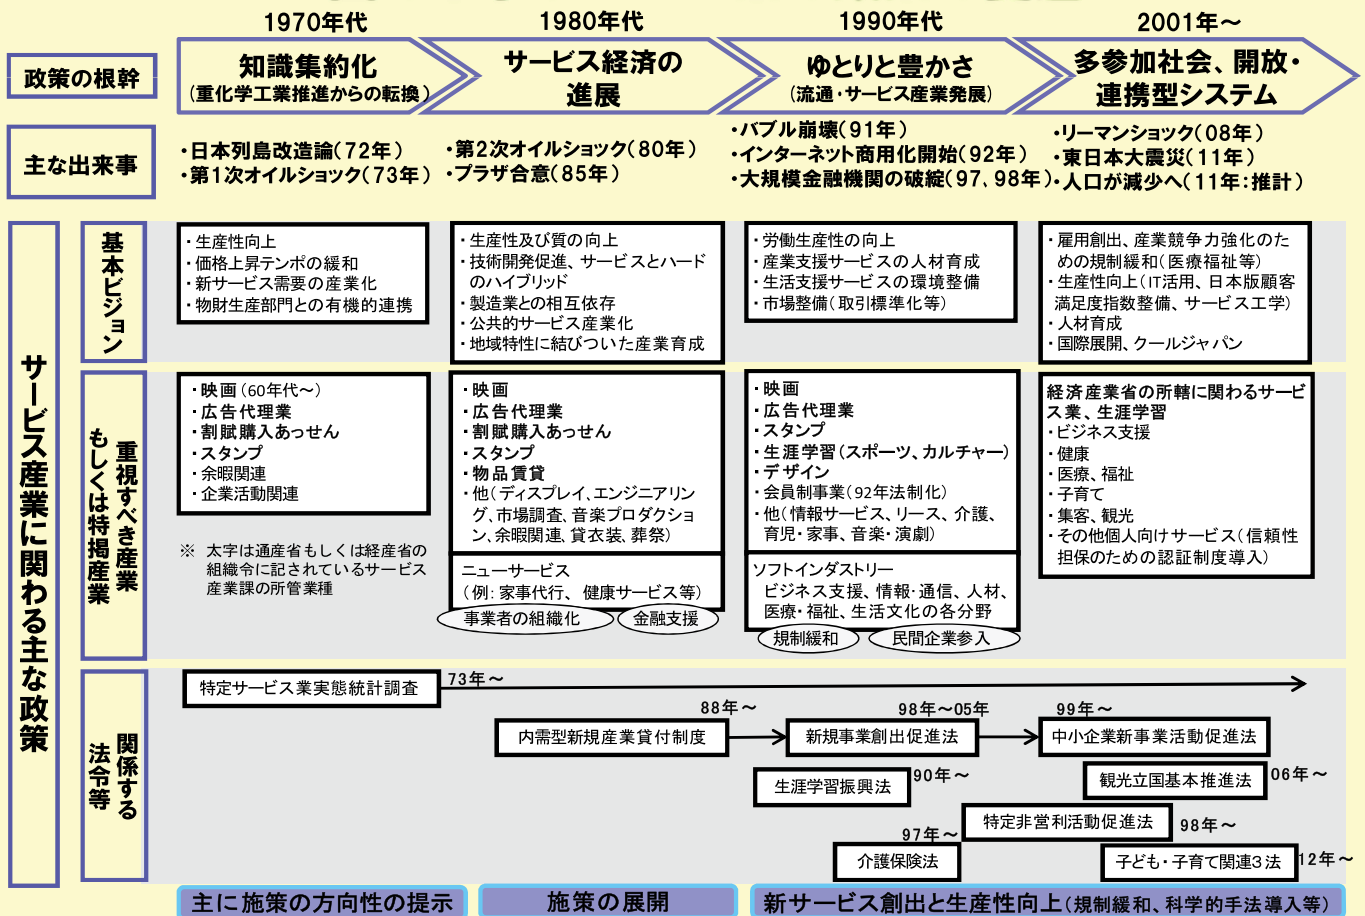 1970年代
1980年代
1990年代
2001年～
政策の根幹
知識集約化
(重化学工業推進からの転換)
サービス経済の
進展
ゆとりと豊かさ
(流通・サービス産業発展)
多参加社会、開放・
連携型システム
主な出来事
・日本列島改造論(72年)
・第1次オイルショック(73年)
・第2次オイルショック(80年)
・プラザ合意(85年)
・バブル崩壊(91年)
・インターネット商用化開始(92年)
・大規模金融機関の破綻(97、98年)
・リーマンショック(08年)
・東日本大震災(11年)
・人口が減少へ(11年:推計)
サービス産業に関わる主な政策
基本ビジョン
・生産性向上
・価格上昇テンポの緩和
・新サービス需要の産業化
・物財生産部門との有機的連携
・生産性及び質の向上
・技術開発促進、サービスとハード
のハイブリッド
・製造業との相互依存
・公共的サービス産業化
・地域特性に結びついた産業育成
・労働生産性の向上
・産業支援サービスの人材育成
・生活支援サービスの環境整備
・市場整備(取引標準化等)
・雇用創出、産業競争力強化のた
めの規制緩和(医療福祉等)
・生産性向上(IT活用、日本版顧客
満足度指数整備、サービス工学)
・人材育成
・国際展開、クールジャパン
重視すべき産業
もしくは特掲産業
・映画(60年代～)
・広告代理業
・割賦購入あっせん
・スタンプ
・余暇関連
・企業活動関連
※ 太字は通産省もしくは経産省の
組織令に記されているサービス
産業課の所管業種
・映画
・広告代理業
・割賦購入あっせん
・スタンプ
・物品賃貸
・他(ディスプレイ、エンジニアリン
グ、市場調査、音楽プロダクショ
ン、余暇関連、貸衣装、葬祭)
ニューサービス
(例:家事代行、健康サービス等)
事業者の組織化
金融支援
・映画
・広告代理業
・スタンプ
・生涯学習(スポーツ、カルチャー)
・デザイン
・会員制事業(92年法制化)
・他(情報サービス、リース、介護、
育児・家事、音楽・演劇)
ソフトインダストリー
ビジネス支援、情報・通信、人材、
医療・福祉、生活文化の各分野
規制緩和
民間企業参入
経済産業省の所轄に関わるサービ
ス業、生涯学習
・ビジネス支援
・健康
・医療、福祉
・子育て
・集客、観光
・その他個人向けサービス(信頼性
担保のための認証制度導入)
関係する
法令等
特定サービス業実態統計調査
73年～
88年～
内需型新規産業貸付制度
98年～05年
新規事業創出促進法
99年～
中小企業新事業活動促進法
生涯学習振興法
90年～
観光立国基本推進法
06年～
特定非営利活動促進法
98年～
97年～
介護保険法
子ども・子育て関連3法
12年～
主に施策の方向性の提示
施策の展開
新サービス創出と生産性向上(規制緩和、科学的手法導入等)